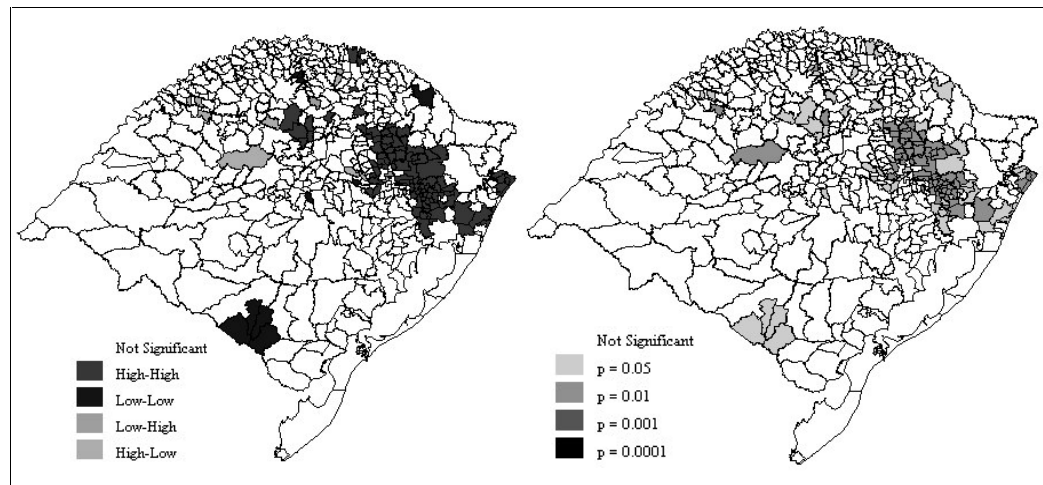 Not Significant
High-High
Low-Low
Low-High
High-Low
Not Significant
p = 0.05
p = 0.01
p = 0.001
p = 0.0001